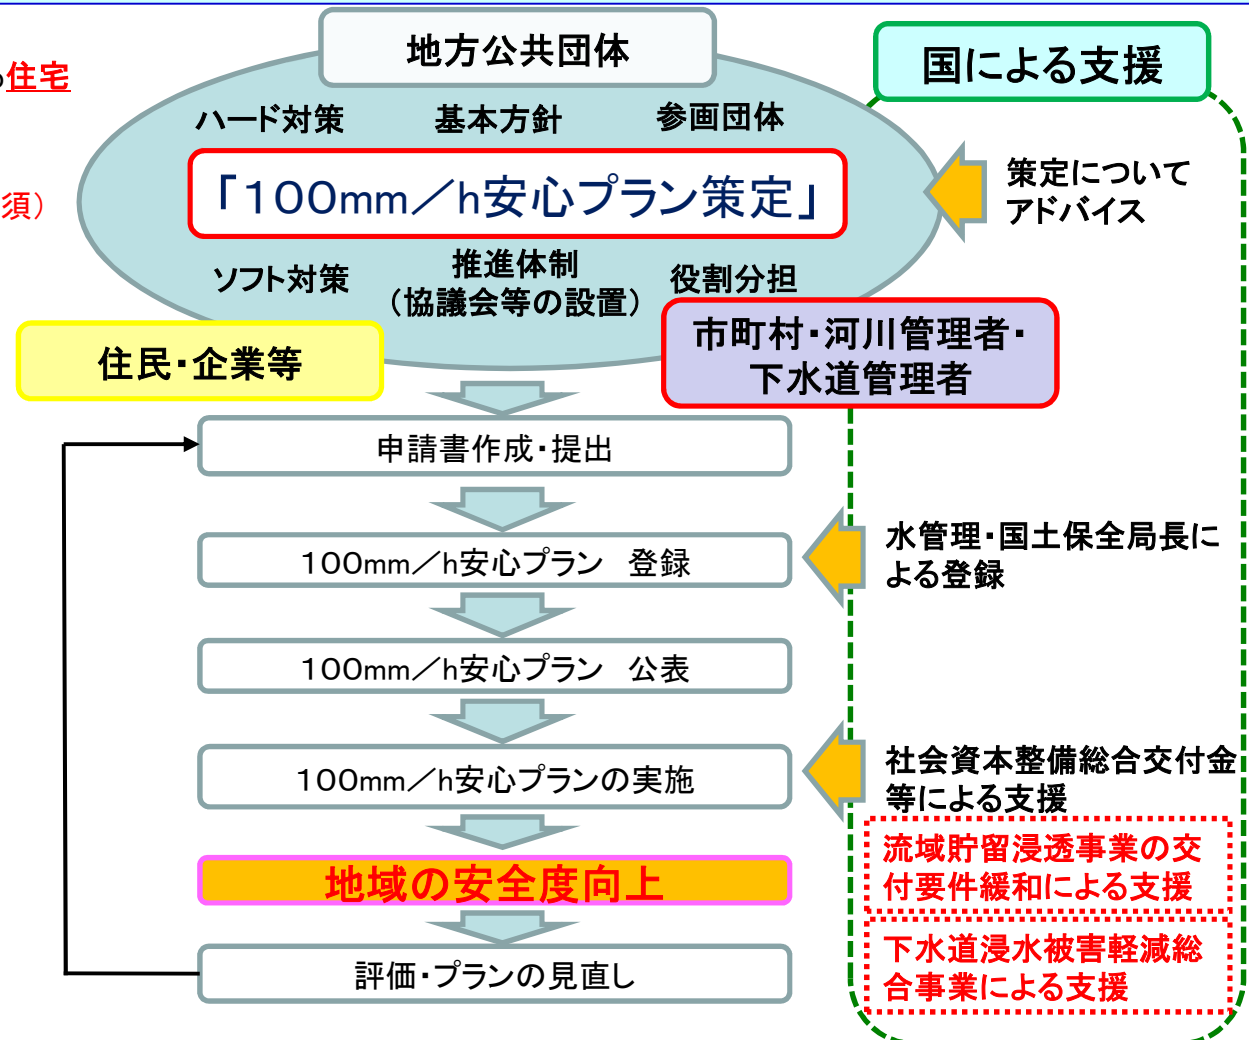 地方公共団体
国による支援
る住宅
ハード対策
基本方針
参画団体
須）
「100mm／h安心プラン策定」
策定について
アドバイス
ソフト対策
推進体制
（協議会等の設置）
役割分担
住民・企業等
市町村・河川管理者・
下水道管理者
申請書作成・提出
100mm／h安心プラン　登録
水管理・国土保全局長に
よる登録
100mm／h安心プラン　公表
100mm／h安心プランの実施
社会資本整備総合交付金
等による支援
流域貯留浸透事業の交
付要件緩和による支援
地域の安全度向上
下水道浸水被害軽減総
合事業による支援
評価・プランの見直し